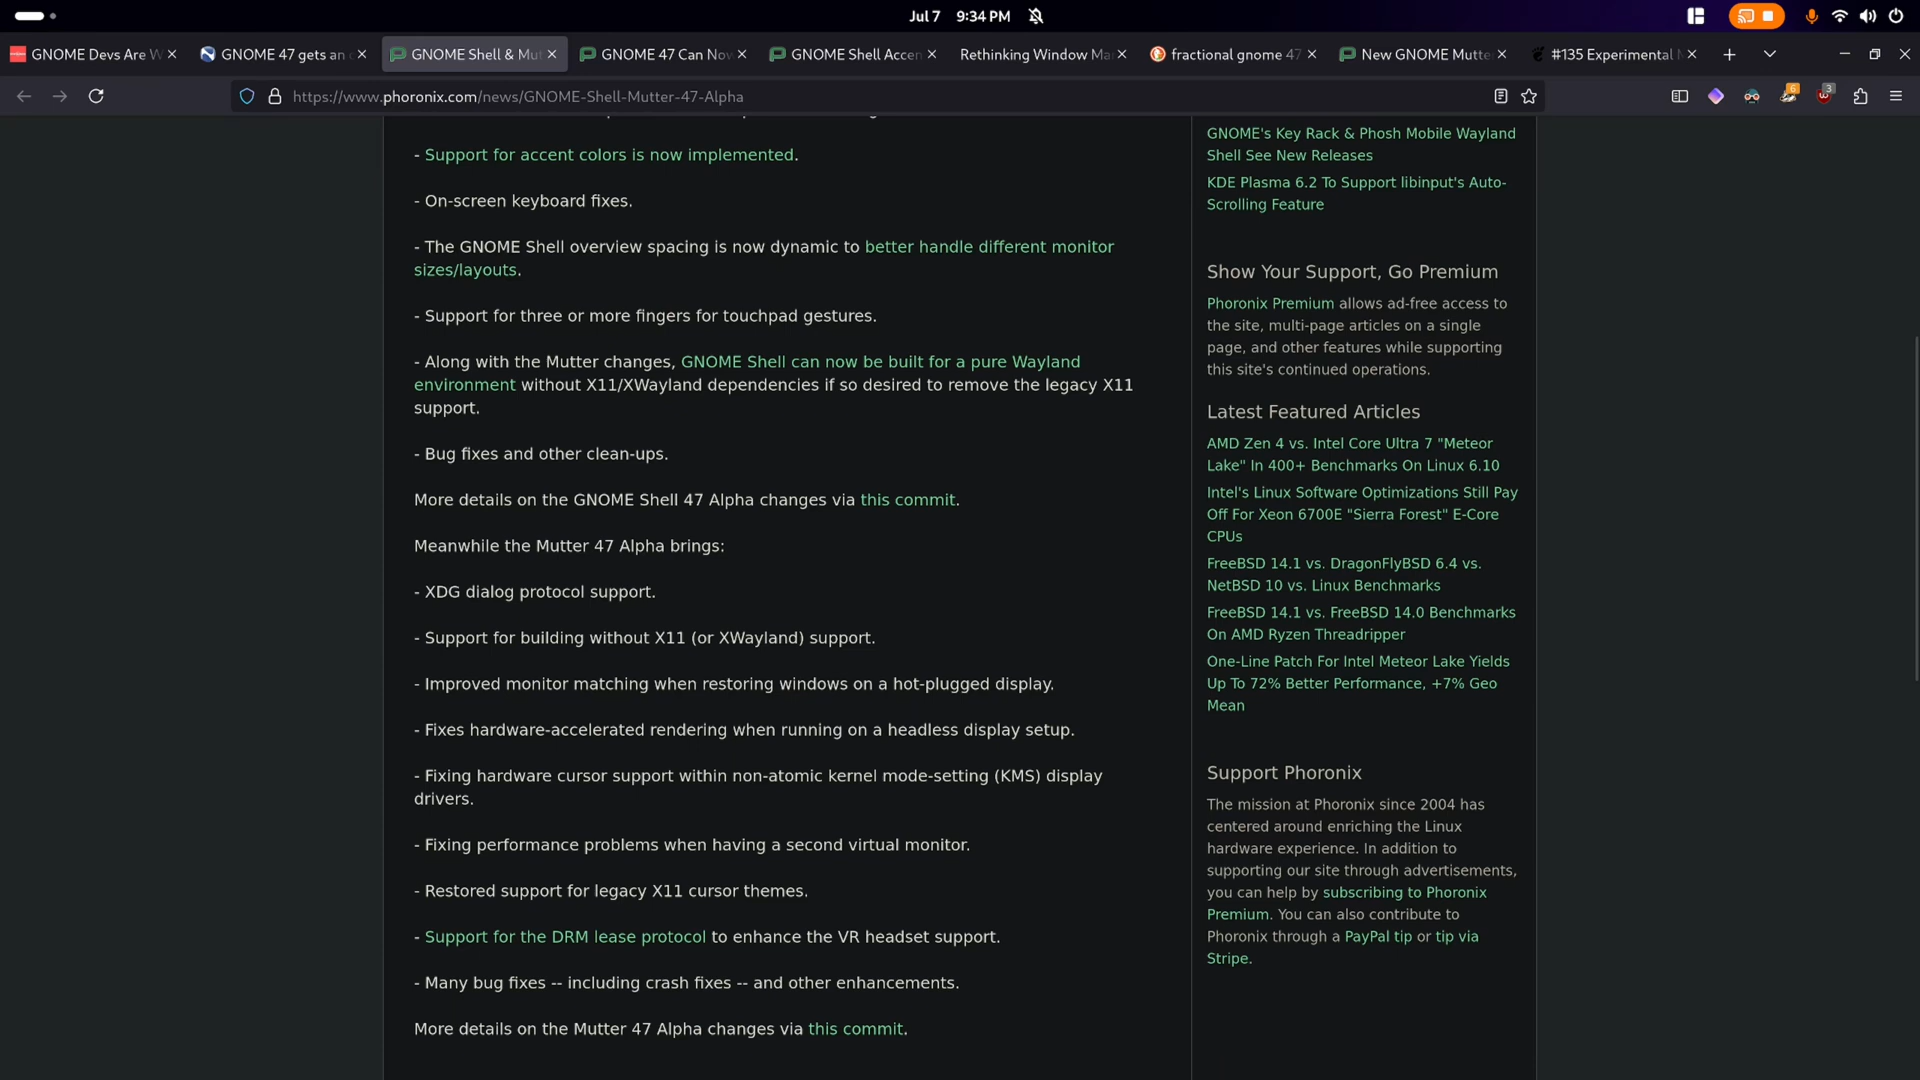 Jul 7 9:34 PM
GNOME Devs Are W
GNOME 47 gets an
GNOME Shell & Mut
GNOME 47 Can Nov
GNOME Shell Accen
Rethinking Window Ma
fractional gnome 47
New GNOME Mutte
#135 Experimental
https://www.phoronix.com/news/GNOME-Shell-Mutter-47-Alpha
6
3
- Support for accent colors is now implemented.
- On-screen keyboard fixes.
- The GNOME Shell overview spacing is now dynamic to better handle different monitor
sizes/layouts.
- Support for three or more fingers for touchpad gestures.
- Along with the Mutter changes, GNOME Shell can now be built for a pure Wayland
environment without X11/XWayland dependencies if so desired to remove the legacy X11
support.
- Bug fixes and other clean-ups.
More details on the GNOME Shell 47 Alpha changes via this commit.
Meanwhile the Mutter 47 Alpha brings:
- XDG dialog protocol support.
- Support for building without X11 (or XWayland) support.
- Improved monitor matching when restoring windows on a hot-plugged display.
- Fixes hardware-accelerated rendering when running on a headless display setup.
- Fixing hardware cursor support within non-atomic kernel mode-setting (KMS) display
drivers.
- Fixing performance problems when having a second virtual monitor.
- Restored support for legacy X11 cursor themes.
- Support for the DRM lease protocol to enhance the VR headset support.
- Many bug fixes -- including crash fixes -- and other enhancements.
More details on the Mutter 47 Alpha changes via this commit.
GNOME's Key Rack & Phosh Mobile Wayland
Shell See New Releases
KDE Plasma 6.2 To Support libinput's Auto-
Scrolling Feature
Show Your Support, Go Premium
Phoronix Premium allows ad-free access to
the site, multi-page articles on a single
page, and other features while supporting
this site's continued operations.
Latest Featured Articles
AMD Zen 4 vs. Intel Core Ultra 7 "Meteor
Lake" In 400+ Benchmarks On Linux 6.10
Intel's Linux Software Optimizations Still Pay
Off For Xeon 6700E "Sierra Forest" E-Core
CPUs
FreeBSD 14.1 vs. DragonFlyBSD 6.4 vs.
NetBSD 10 vs. Linux Benchmarks
FreeBSD 14.1 vs. FreeBSD 14.0 Benchmarks
On AMD Ryzen Threadripper
One-Line Patch For Intel Meteor Lake Yields
Up To 72% Better Performance, +7% Geo
Mean
Support Phoronix
The mission at Phoronix since 2004 has
centered around enriching the Linux
hardware experience. In addition to
supporting our site through advertisements,
you can help by subscribing to Phoronix
Premium. You can also contribute to
Phoronix through a PayPal tip or tip via
Stripe.